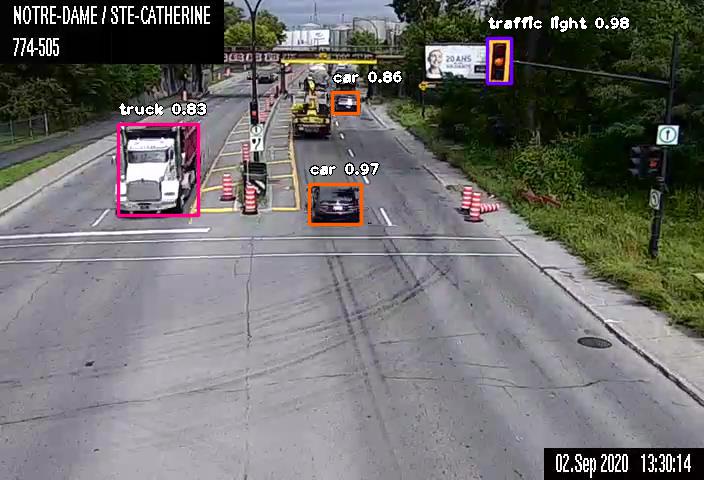 NOTRE-DAME / STE-CATHERINE
774-505
traffic light 0.98
car 0.86
20 ANS
truck 0.83
car 0.97
02.Sep 2020 13:30:14